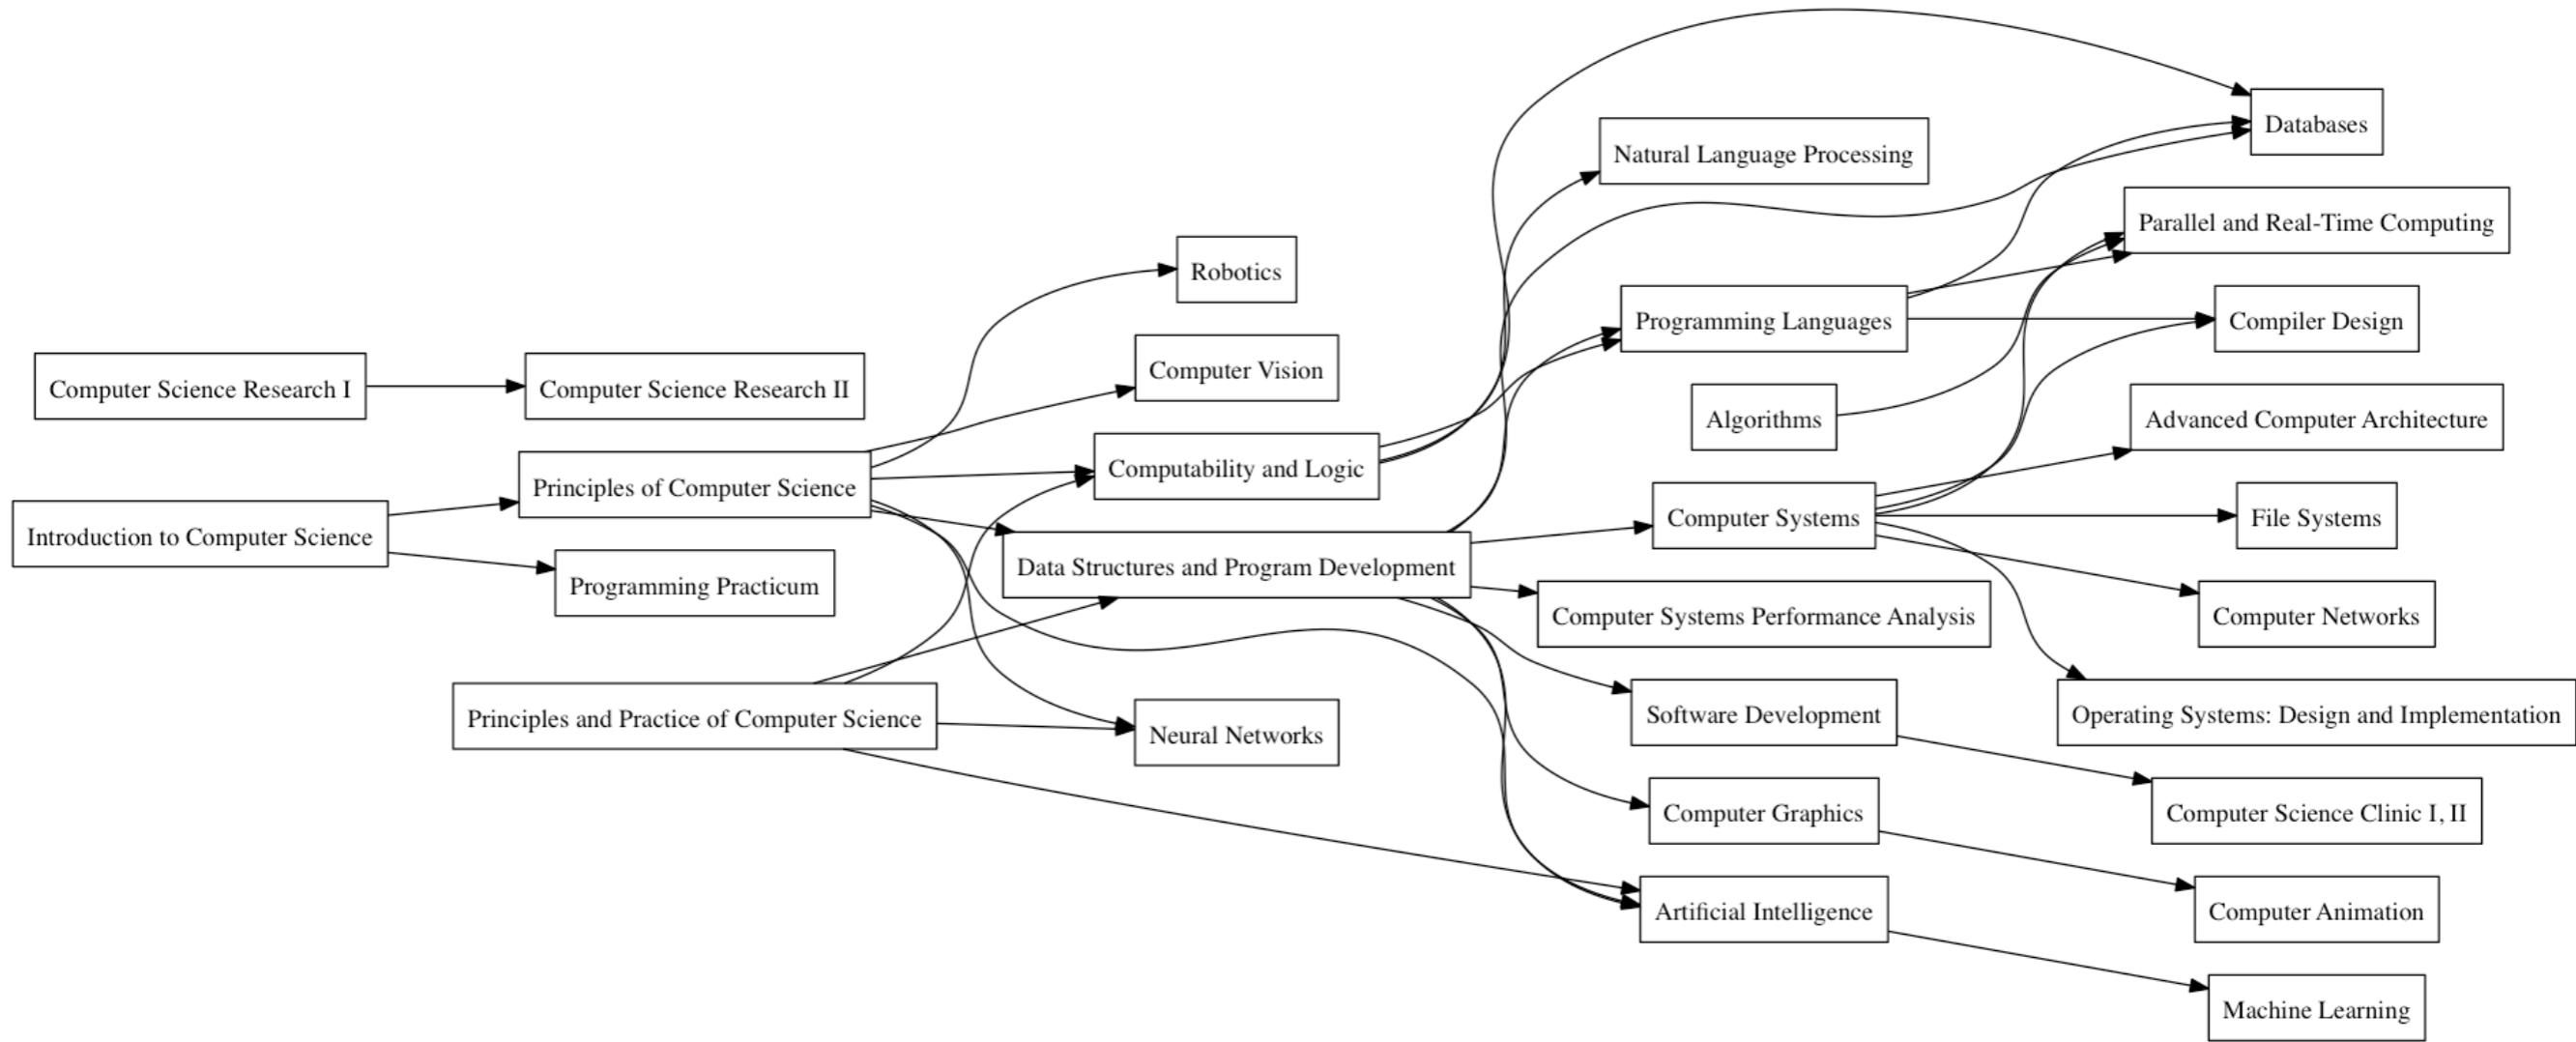 Computer Science Research I
Introduction to Computer Science
Computer Science Research II
Principles of Computer Science
Programming Practicum
Principles and Practice of Computer Science
Robotics
Computer Vision
Computability and Logic
Data Structures and Program Development
Neural Networks
Natural Language Processing
Programming Languages
Algorithms
Computer Systems
Computer Systems Performance Analysis
Software Development
Computer Graphics
Artificial Intelligence
Databases
Parallel and Real-Time Computing
Compiler Design
Advanced Computer Architecture
File Systems
Computer Networks
Operating Systems: Design and Implementation
Computer Science Clinic I, II
Computer Animation
Machine Learning